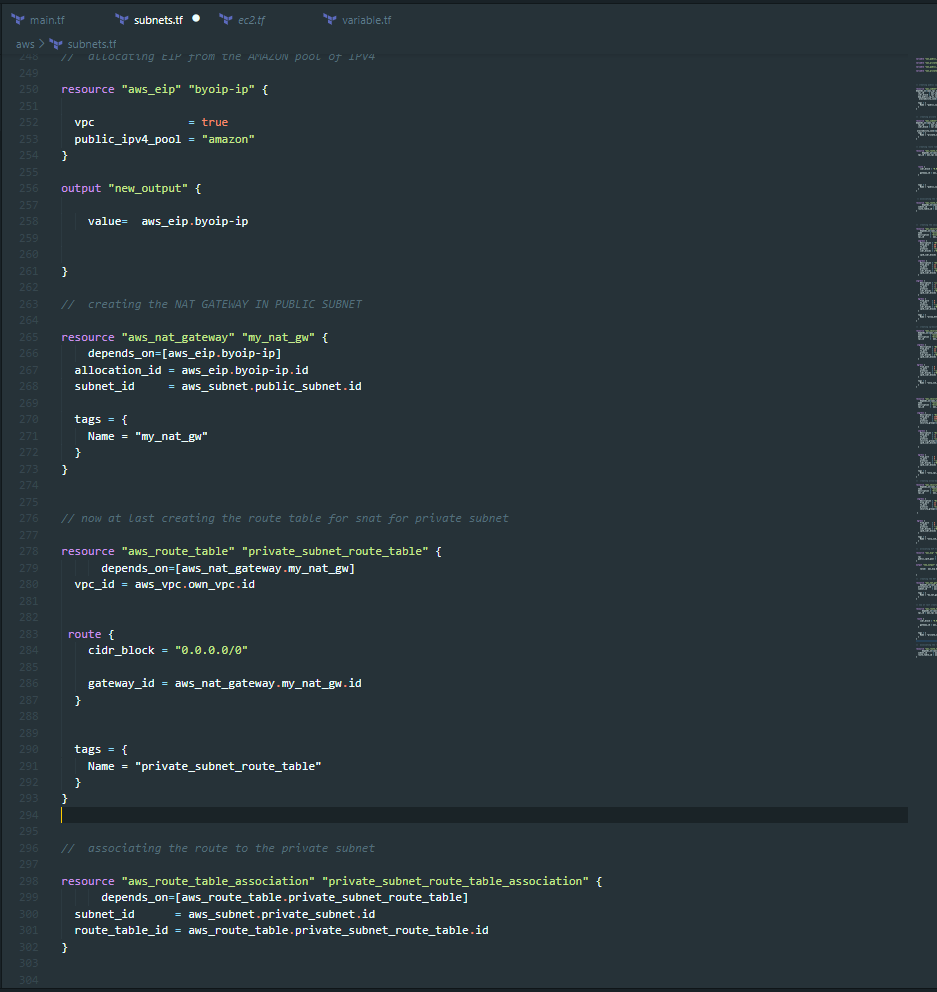 main.tf subnets.tf ec2.tf variable.tf
aws > subnets.tf
248 // allocating EIP from the AMAZON pool of IPV4
249
250 resource "aws_eip" "byoip-ip" {
251
252 vpc = true
253 public_ipv4_pool = "amazon"
254 }
255
256 output "new_output" {
257
258 value= aws_eip.byoip-ip
259
260
261 }
262
263 // creating the NAT GATEWAY IN PUBLIC SUBNET
264
265 resource "aws_nat_gateway" "my_nat_gw" {
266 depends_on=[aws_eip.byoip-ip]
267 allocation_id = aws_eip.byoip-ip.id
268 subnet_id = aws_subnet.public_subnet.id
269
270 tags = {
271 Name = "my_nat_gw"
272 }
273 }
274
275
276 // now at last creating the route table for snat for private subnet
277
278 resource "aws_route_table" "private_subnet_route_table" {
279 depends_on=[aws_nat_gateway.my_nat_gw]
280 vpc_id = aws_vpc.own_vpc.id
281
282
283 route {
284 cidr_block = "0.0.0.0/0"
285
286 gateway_id = aws_nat_gateway.my_nat_gw.id
287 }
288
289
290 tags = {
291 Name = "private_subnet_route_table"
292 }
293 }
294
295
296 // associating the route to the private subnet
297
298 resource "aws_route_table_association" "private_subnet_route_table_association" {
299 depends_on=[aws_route_table.private_subnet_route_table]
300 subnet_id = aws_subnet.private_subnet.id
301 route_table_id = aws_route_table.private_subnet_route_table.id
302 }
303
304